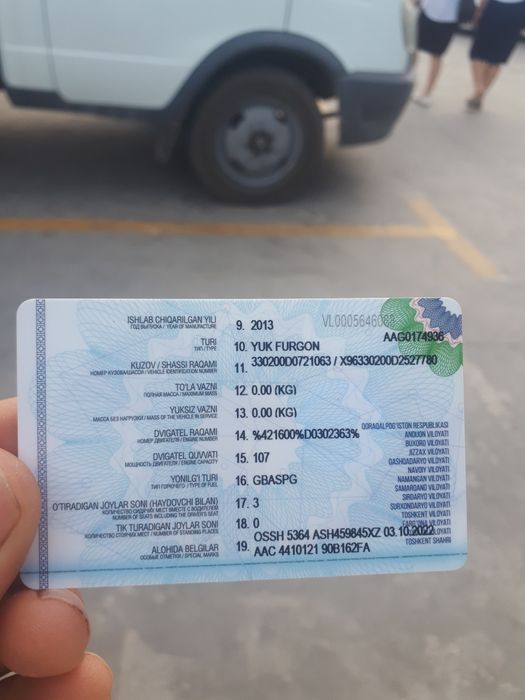 VL0005646082
AAG0174936
ISHLAB CHIQARILGAN YILI
ГОД ВЫПУСКА / YEAR OF MANUFACTURE
9. 2013
TURI
ТИП / TYPE
10. YUK FURGON
KUZOV / SHASSI RAQAMI
НОМЕР КУЗОВА/ШАССИ / VEHICLE IDENTIFICATION NUMBER
11. 330200D0721063 / X96330200D2527780
TO'LA VAZNI
ПОЛНАЯ МАССА / MAXIMUM MASS
12. 0.00 (KG)
YUKSIZ VAZNI
МАССА БЕЗ НАГРУЗКИ / MASS OF THE VEHICLE IN SERVICE
13. 0.00 (KG)
DVIGATEL RAQAMI
НОМЕР ДВИГАТЕЛЯ / ENGINE NUMBER
14. %421600%D0302363%
DVIGATEL QUVVATI
МОЩНОСТЬ ДВИГАТЕЛЯ / ENGINE CAPACITY
15. 107
YONILG'I TURI
ТИП ГОРЮЧЕГО / TYPE OF FUEL
16. GBASPG
O'TIRADIGAN JOYLAR SONI (HAYDOVCHI BILAN)
КОЛИЧЕСТВО СИДЯЧИХ МЕСТ ВМЕСТЕ С ВОДИТЕЛЕМ
NUMBER OF SEATS INCLUDING THE DRIVER'S SEAT
17. 3
TIK TURADIGAN JOYLAR SONI
КОЛИЧЕСТВО СТОЯЧИХ МЕСТ / NUMBER OF STANDING PLACES
18. 0
ALOHIDA BELGILAR
ОСОБЫЕ ОТМЕТКИ / SPECIAL MARKS
19. OSSH 5364 ASH459845XZ 03.10.2022
AAC 4410121 90B162FA
QORAQALPOG'ISTON RESPUBLIKASI
ANDIJON VILOYATI
BUXORO VILOYATI
JIZZAX VILOYATI
QASHQADARYO VILOYATI
NAVOIY VILOYATI
NAMANGAN VILOYATI
SAMARQAND VILOYATI
SIRDARYO VILOYATI
SURXONDARYO VILOYATI
TOSHKENT VILOYATI
FARG'ONA VILOYATI
TOSHKENT SHAHRI